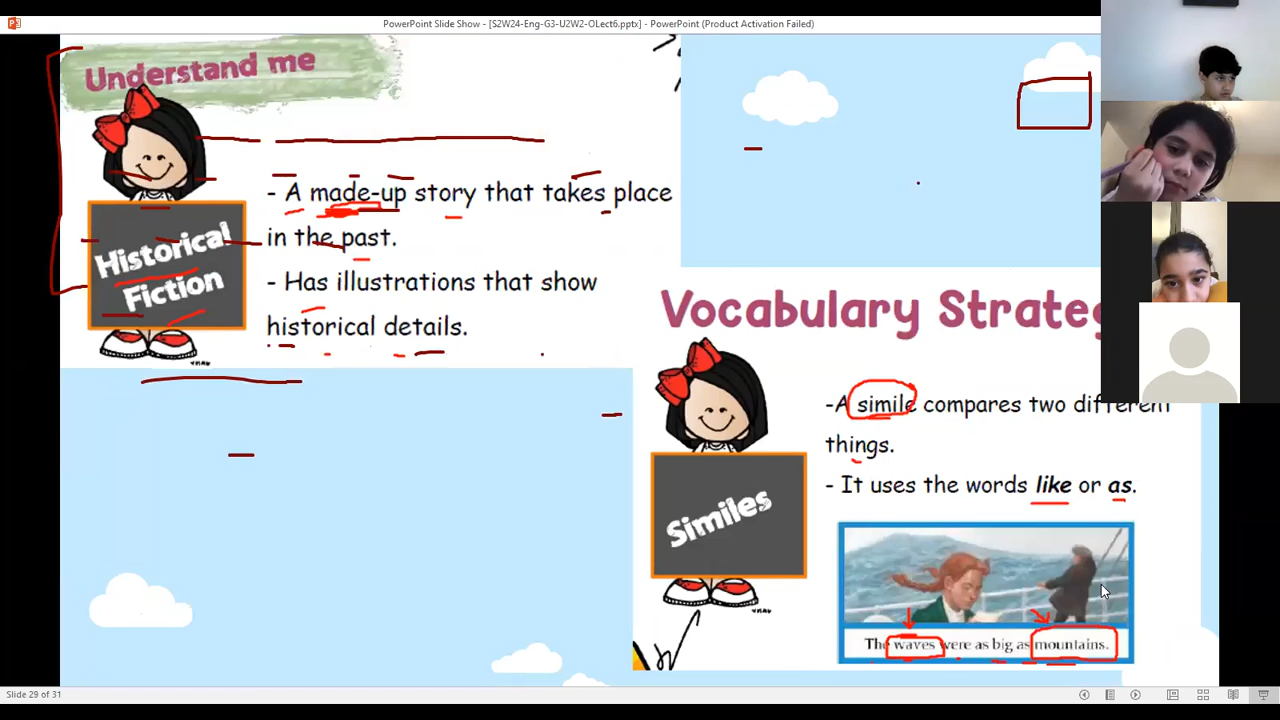 PowerPoint Slide Show - [S2W24-Eng-G3-U2W2-OLect6.pptx] - PowerPoint (Product Activation Failed)
Understand me
Historical
Fiction
- A made-up story that takes place
in the past.
- Has illustrations that show
historical details.
Vocabulary Strateg
Similes
-A simile compares two different
things.
- It uses the words like or as.
The waves were as big as mountains.
Slide 29 of 31